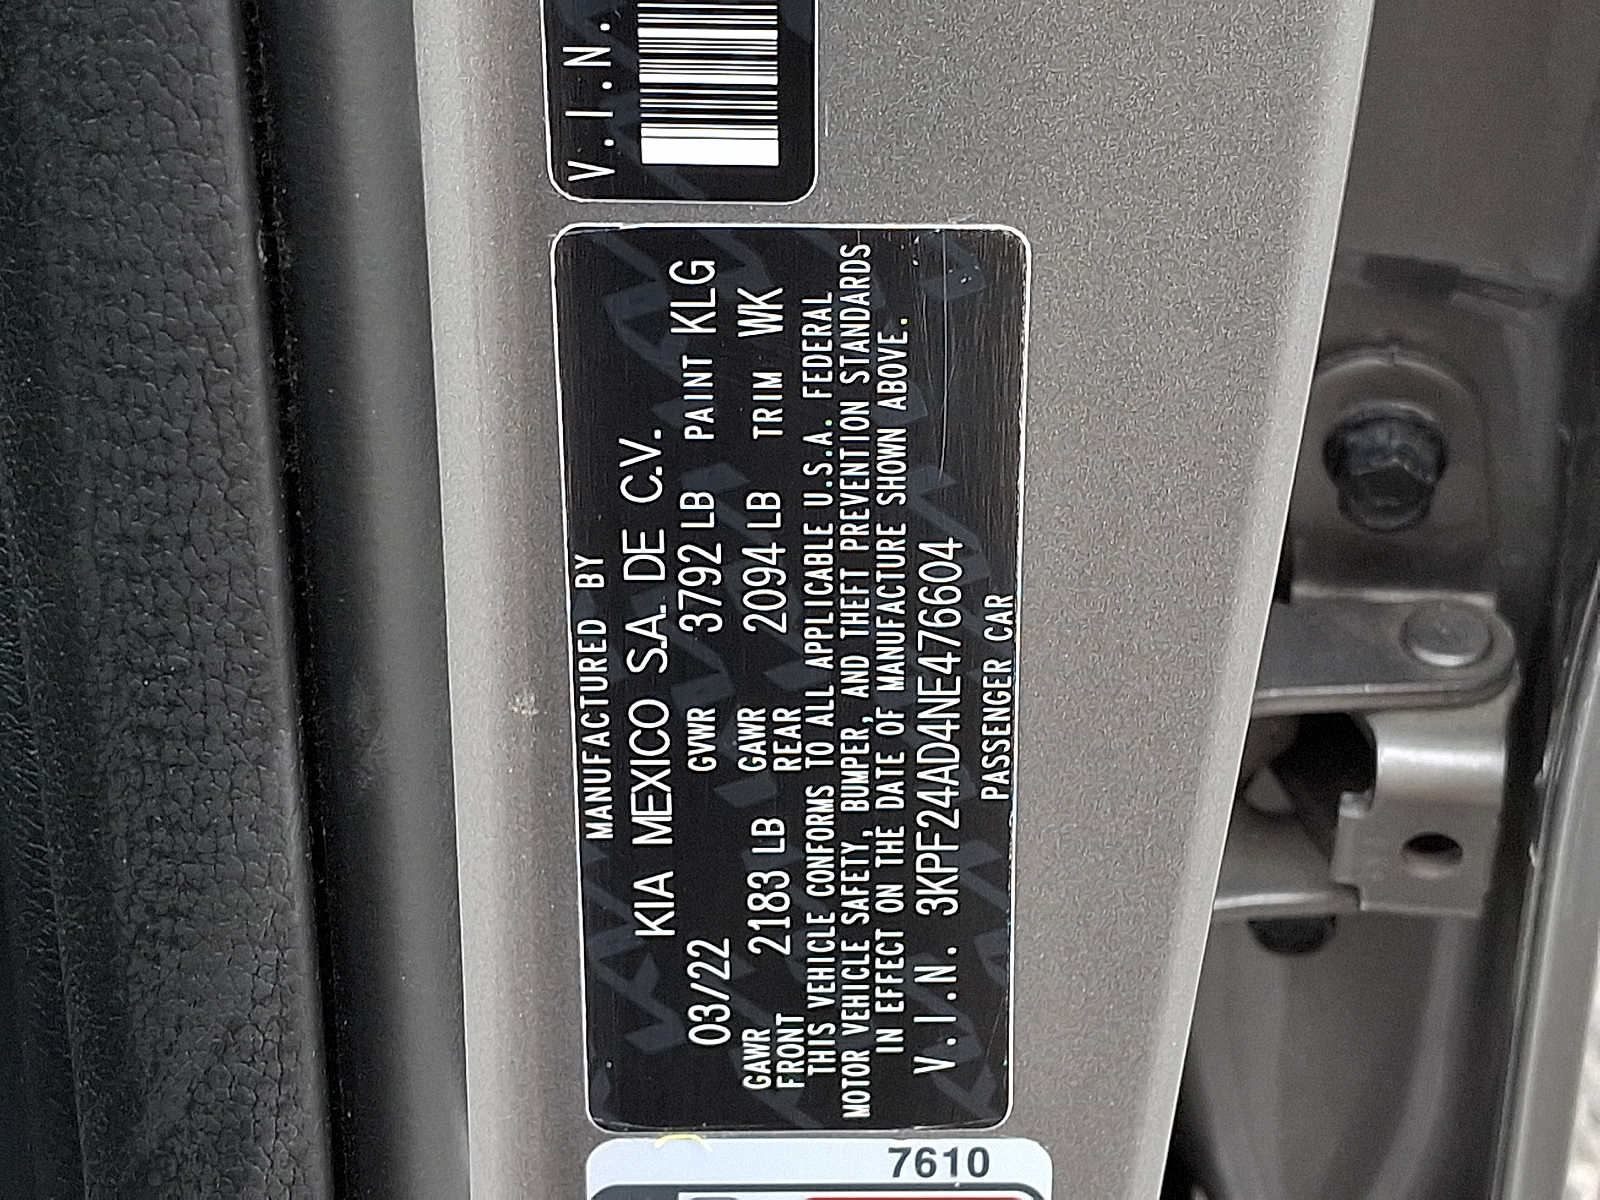 V.I.N.
MANUFACTURED BY
KIA MEXICO S.A. DE C.V.
03/22 GVWR 3792 LB PAINT KLG
GAWR FRONT 2183 LB GAWR REAR 2094 LB TRIM WK
THIS VEHICLE CONFORMS TO ALL APPLICABLE U.S.A. FEDERAL
MOTOR VEHICLE SAFETY, BUMPER, AND THEFT PREVENTION STANDARDS
IN EFFECT ON THE DATE OF MANUFACTURE SHOWN ABOVE.
V.I.N. 3KPF24AD4NE476604
PASSENGER CAR
7610